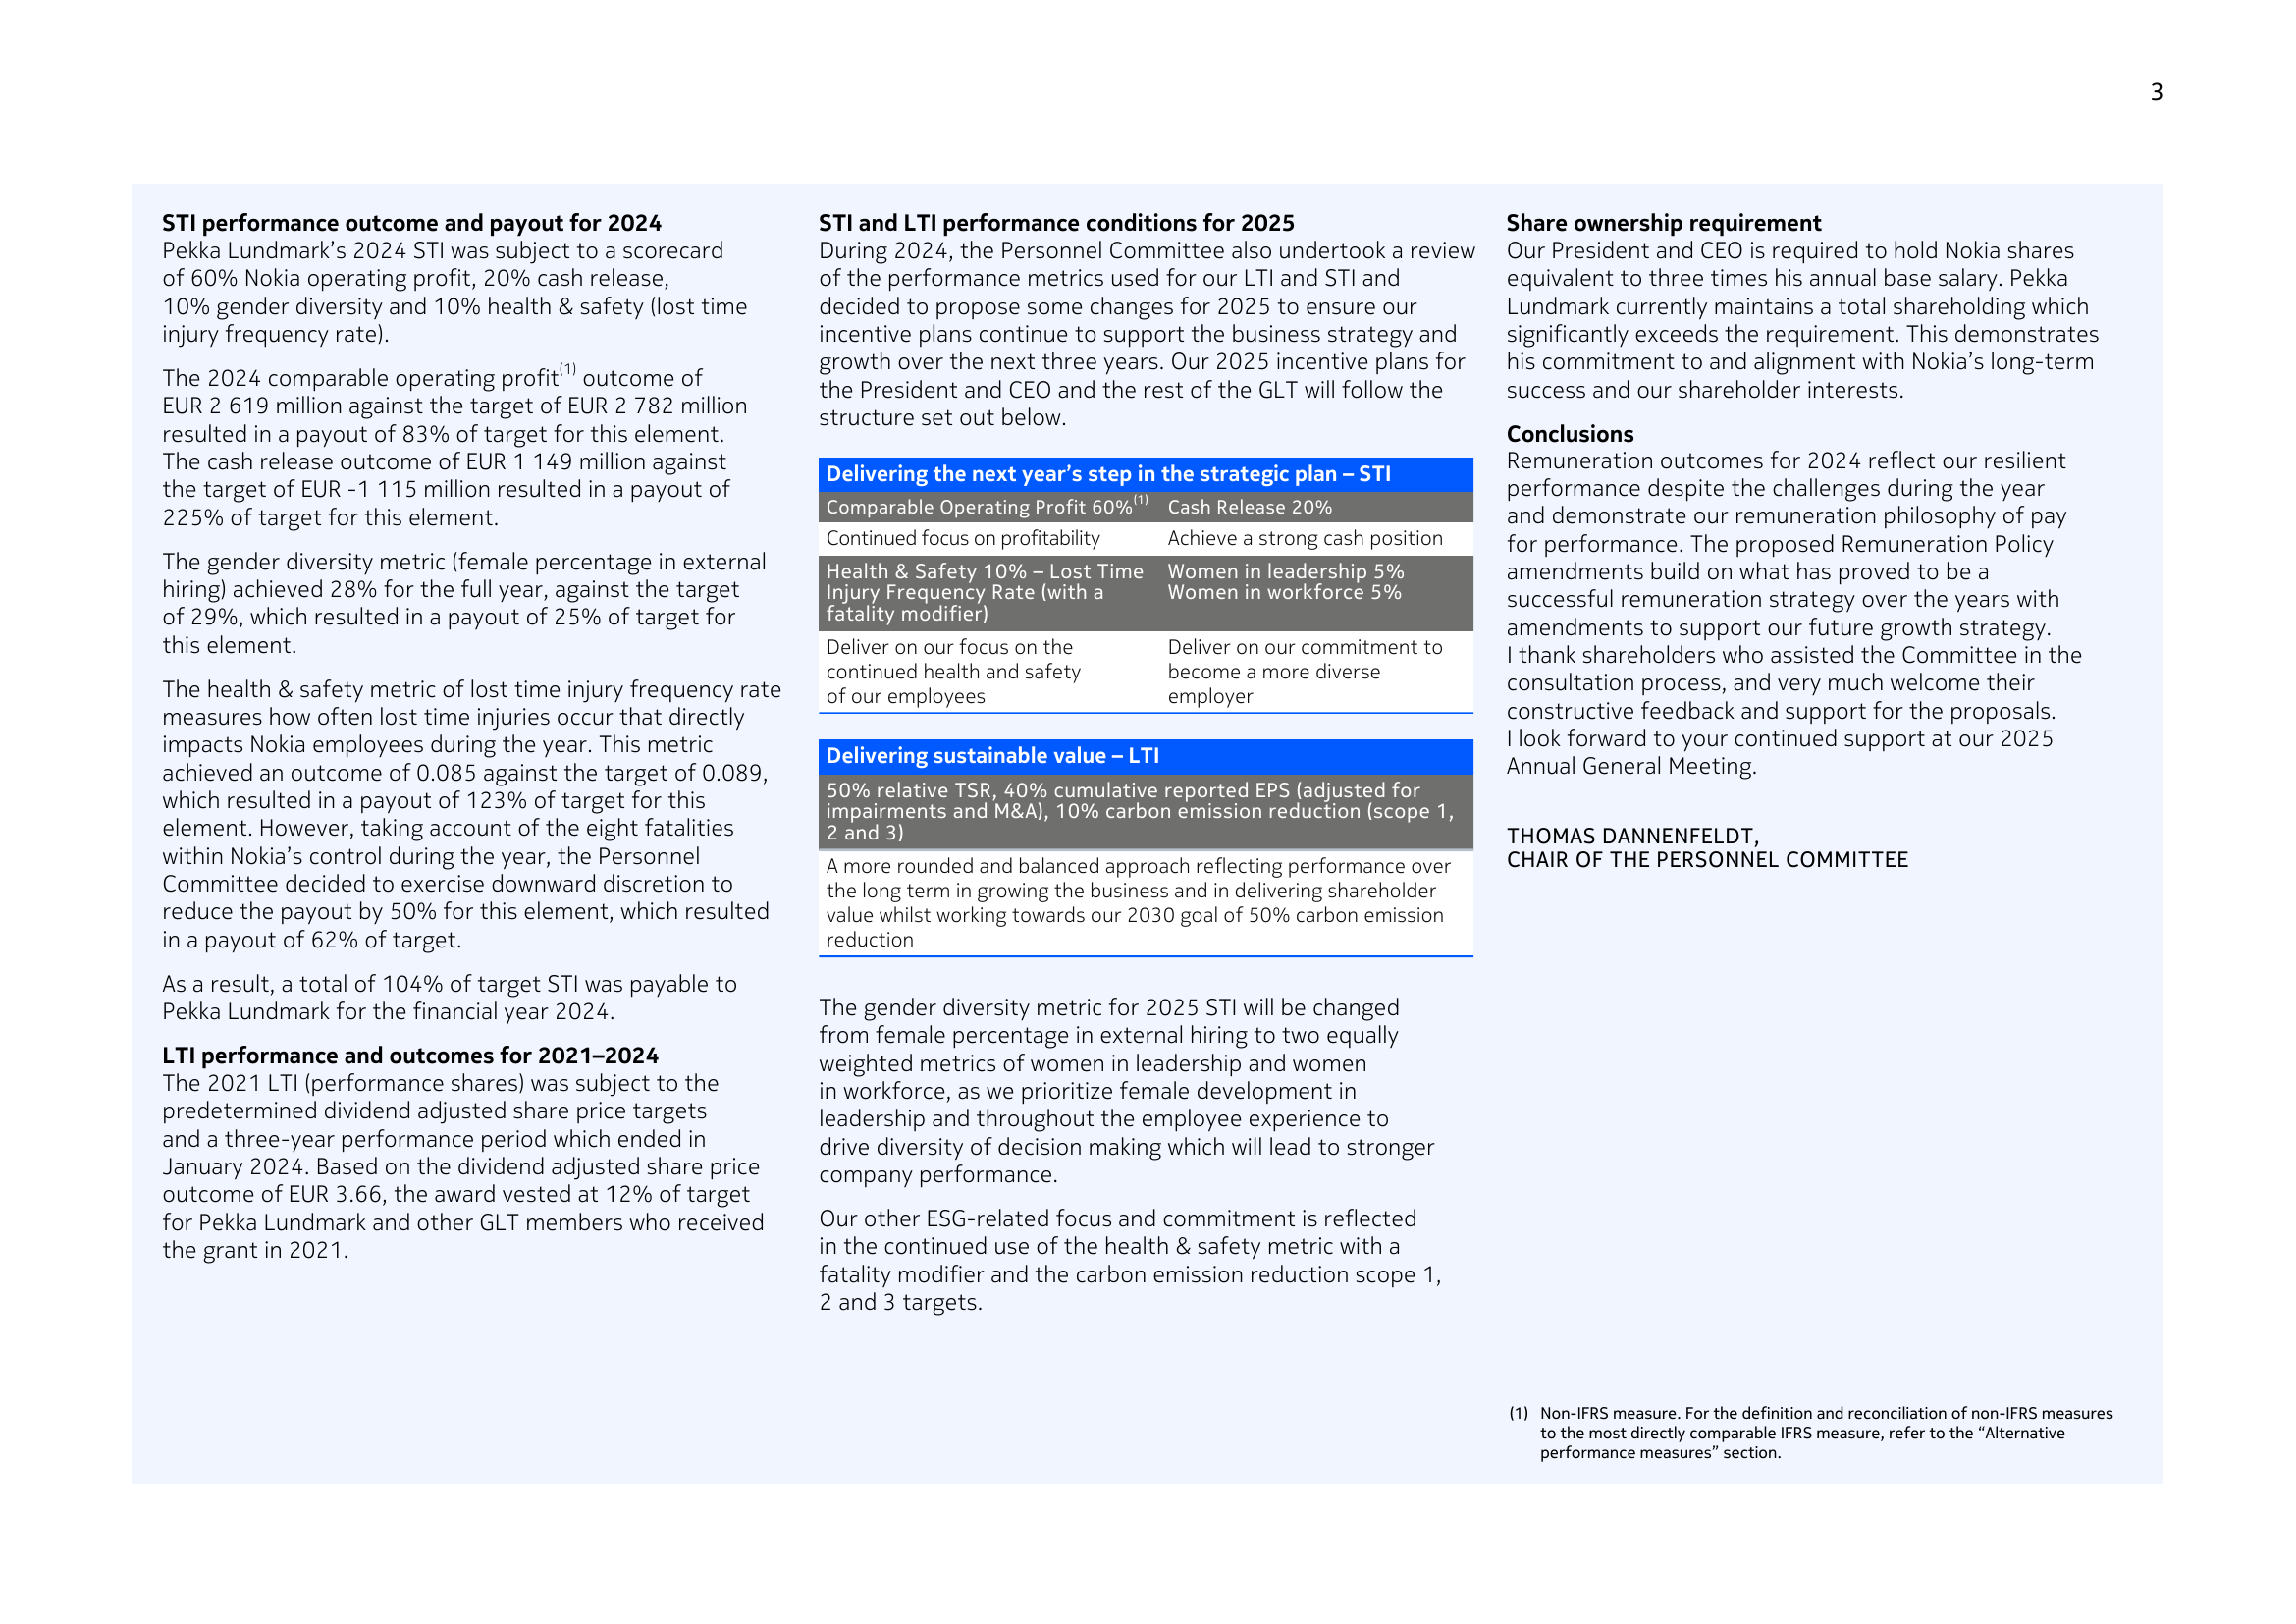 3
STI performance outcome and payout for 2024
Pekka Lundmark’s 2024 STI was subject to a scorecard
of 60% Nokia operating profit, 20% cash release,
10% gender diversity and 10% health & safety (lost time
injury frequency rate).
The 2024 comparable operating profit(1) outcome of
EUR 2 619 million against the target of EUR 2 782 million
resulted in a payout of 83% of target for this element.
The cash release outcome of EUR 1 149 million against
the target of EUR -1 115 million resulted in a payout of
225% of target for this element.
The gender diversity metric (female percentage in external
hiring) achieved 28% for the full year, against the target
of 29%, which resulted in a payout of 25% of target for
this element.
The health & safety metric of lost time injury frequency rate
measures how often lost time injuries occur that directly
impacts Nokia employees during the year. This metric
achieved an outcome of 0.085 against the target of 0.089,
which resulted in a payout of 123% of target for this
element. However, taking account of the eight fatalities
within Nokia’s control during the year, the Personnel
Committee decided to exercise downward discretion to
reduce the payout by 50% for this element, which resulted
in a payout of 62% of target.
As a result, a total of 104% of target STI was payable to
Pekka Lundmark for the financial year 2024.
LTI performance and outcomes for 2021–2024
The 2021 LTI (performance shares) was subject to the
predetermined dividend adjusted share price targets
and a three-year performance period which ended in
January 2024. Based on the dividend adjusted share price
outcome of EUR 3.66, the award vested at 12% of target
for Pekka Lundmark and other GLT members who received
the grant in 2021.
STI and LTI performance conditions for 2025
During 2024, the Personnel Committee also undertook a review
of the performance metrics used for our LTI and STI and
decided to propose some changes for 2025 to ensure our
incentive plans continue to support the business strategy and
growth over the next three years. Our 2025 incentive plans for
the President and CEO and the rest of the GLT will follow the
structure set out below.
Delivering the next year’s step in the strategic plan – STI
Comparable Operating Profit 60%(1) Cash Release 20%
Continued focus on profitability Achieve a strong cash position
Health & Safety 10% – Lost Time Women in leadership 5%
Injury Frequency Rate (with a Women in workforce 5%
fatality modifier)
Deliver on our focus on the Deliver on our commitment to
continued health and safety become a more diverse
of our employees employer
Delivering sustainable value – LTI
50% relative TSR, 40% cumulative reported EPS (adjusted for
impairments and M&A), 10% carbon emission reduction (scope 1,
2 and 3)
A more rounded and balanced approach reflecting performance over
the long term in growing the business and in delivering shareholder
value whilst working towards our 2030 goal of 50% carbon emission
reduction
The gender diversity metric for 2025 STI will be changed
from female percentage in external hiring to two equally
weighted metrics of women in leadership and women
in workforce, as we prioritize female development in
leadership and throughout the employee experience to
drive diversity of decision making which will lead to stronger
company performance.
Our other ESG-related focus and commitment is reflected
in the continued use of the health & safety metric with a
fatality modifier and the carbon emission reduction scope 1,
2 and 3 targets.
Share ownership requirement
Our President and CEO is required to hold Nokia shares
equivalent to three times his annual base salary. Pekka
Lundmark currently maintains a total shareholding which
significantly exceeds the requirement. This demonstrates
his commitment to and alignment with Nokia’s long-term
success and our shareholder interests.
Conclusions
Remuneration outcomes for 2024 reflect our resilient
performance despite the challenges during the year
and demonstrate our remuneration philosophy of pay
for performance. The proposed Remuneration Policy
amendments build on what has proved to be a
successful remuneration strategy over the years with
amendments to support our future growth strategy.
I thank shareholders who assisted the Committee in the
consultation process, and very much welcome their
constructive feedback and support for the proposals.
I look forward to your continued support at our 2025
Annual General Meeting.
THOMAS DANNENFELDT,
CHAIR OF THE PERSONNEL COMMITTEE
(1) Non-IFRS measure. For the definition and reconciliation of non-IFRS measures
to the most directly comparable IFRS measure, refer to the “Alternative
performance measures” section.